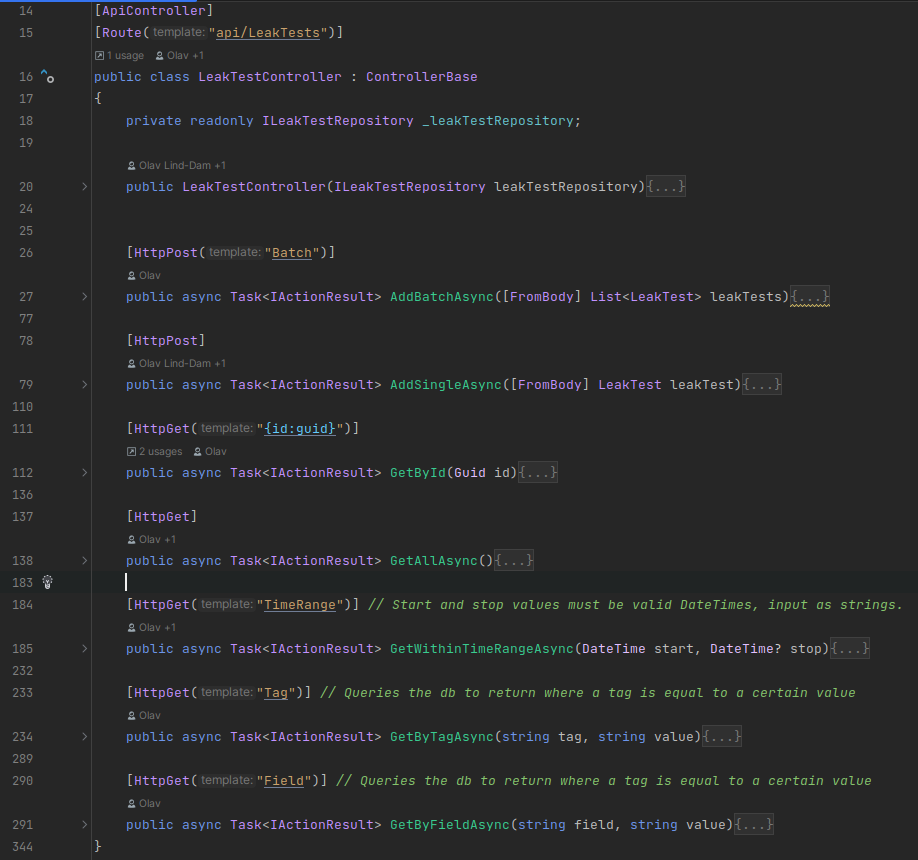 14 [ApiController]
15 [Route(template:"api/LeakTests")]
1 usage Olav +1
16 public class LeakTestController : ControllerBase
17 {
18 private readonly ILeakTestRepository _leakTestRepository;
19
Olav Lind-Dam +1
20 public LeakTestController(ILeakTestRepository leakTestRepository){...}
24
25
26 [HttpPost(template:"Batch")]
Olav
27 public async Task<IActionResult> AddBatchAsync([FromBody] List<LeakTest> leakTests){...}
77
78 [HttpPost]
Olav Lind-Dam +1
79 public async Task<IActionResult> AddSingleAsync([FromBody] LeakTest leakTest){...}
110
111 [HttpGet(template:"{id:guid}")]
2 usages Olav
112 public async Task<IActionResult> GetById(Guid id){...}
136
137 [HttpGet]
Olav +1
138 public async Task<IActionResult> GetAllAsync(){...}
183
184 [HttpGet(template:"TimeRange")] // Start and stop values must be valid DateTimes, input as strings.
Olav +1
185 public async Task<IActionResult> GetWithinTimeRangeAsync(DateTime start, DateTime? stop){...}
232
233 [HttpGet(template:"Tag")] // Queries the db to return where a tag is equal to a certain value
Olav
234 public async Task<IActionResult> GetByTagAsync(string tag, string value){...}
289
290 [HttpGet(template:"Field")] // Queries the db to return where a tag is equal to a certain value
Olav
291 public async Task<IActionResult> GetByFieldAsync(string field, string value){...}
344 }